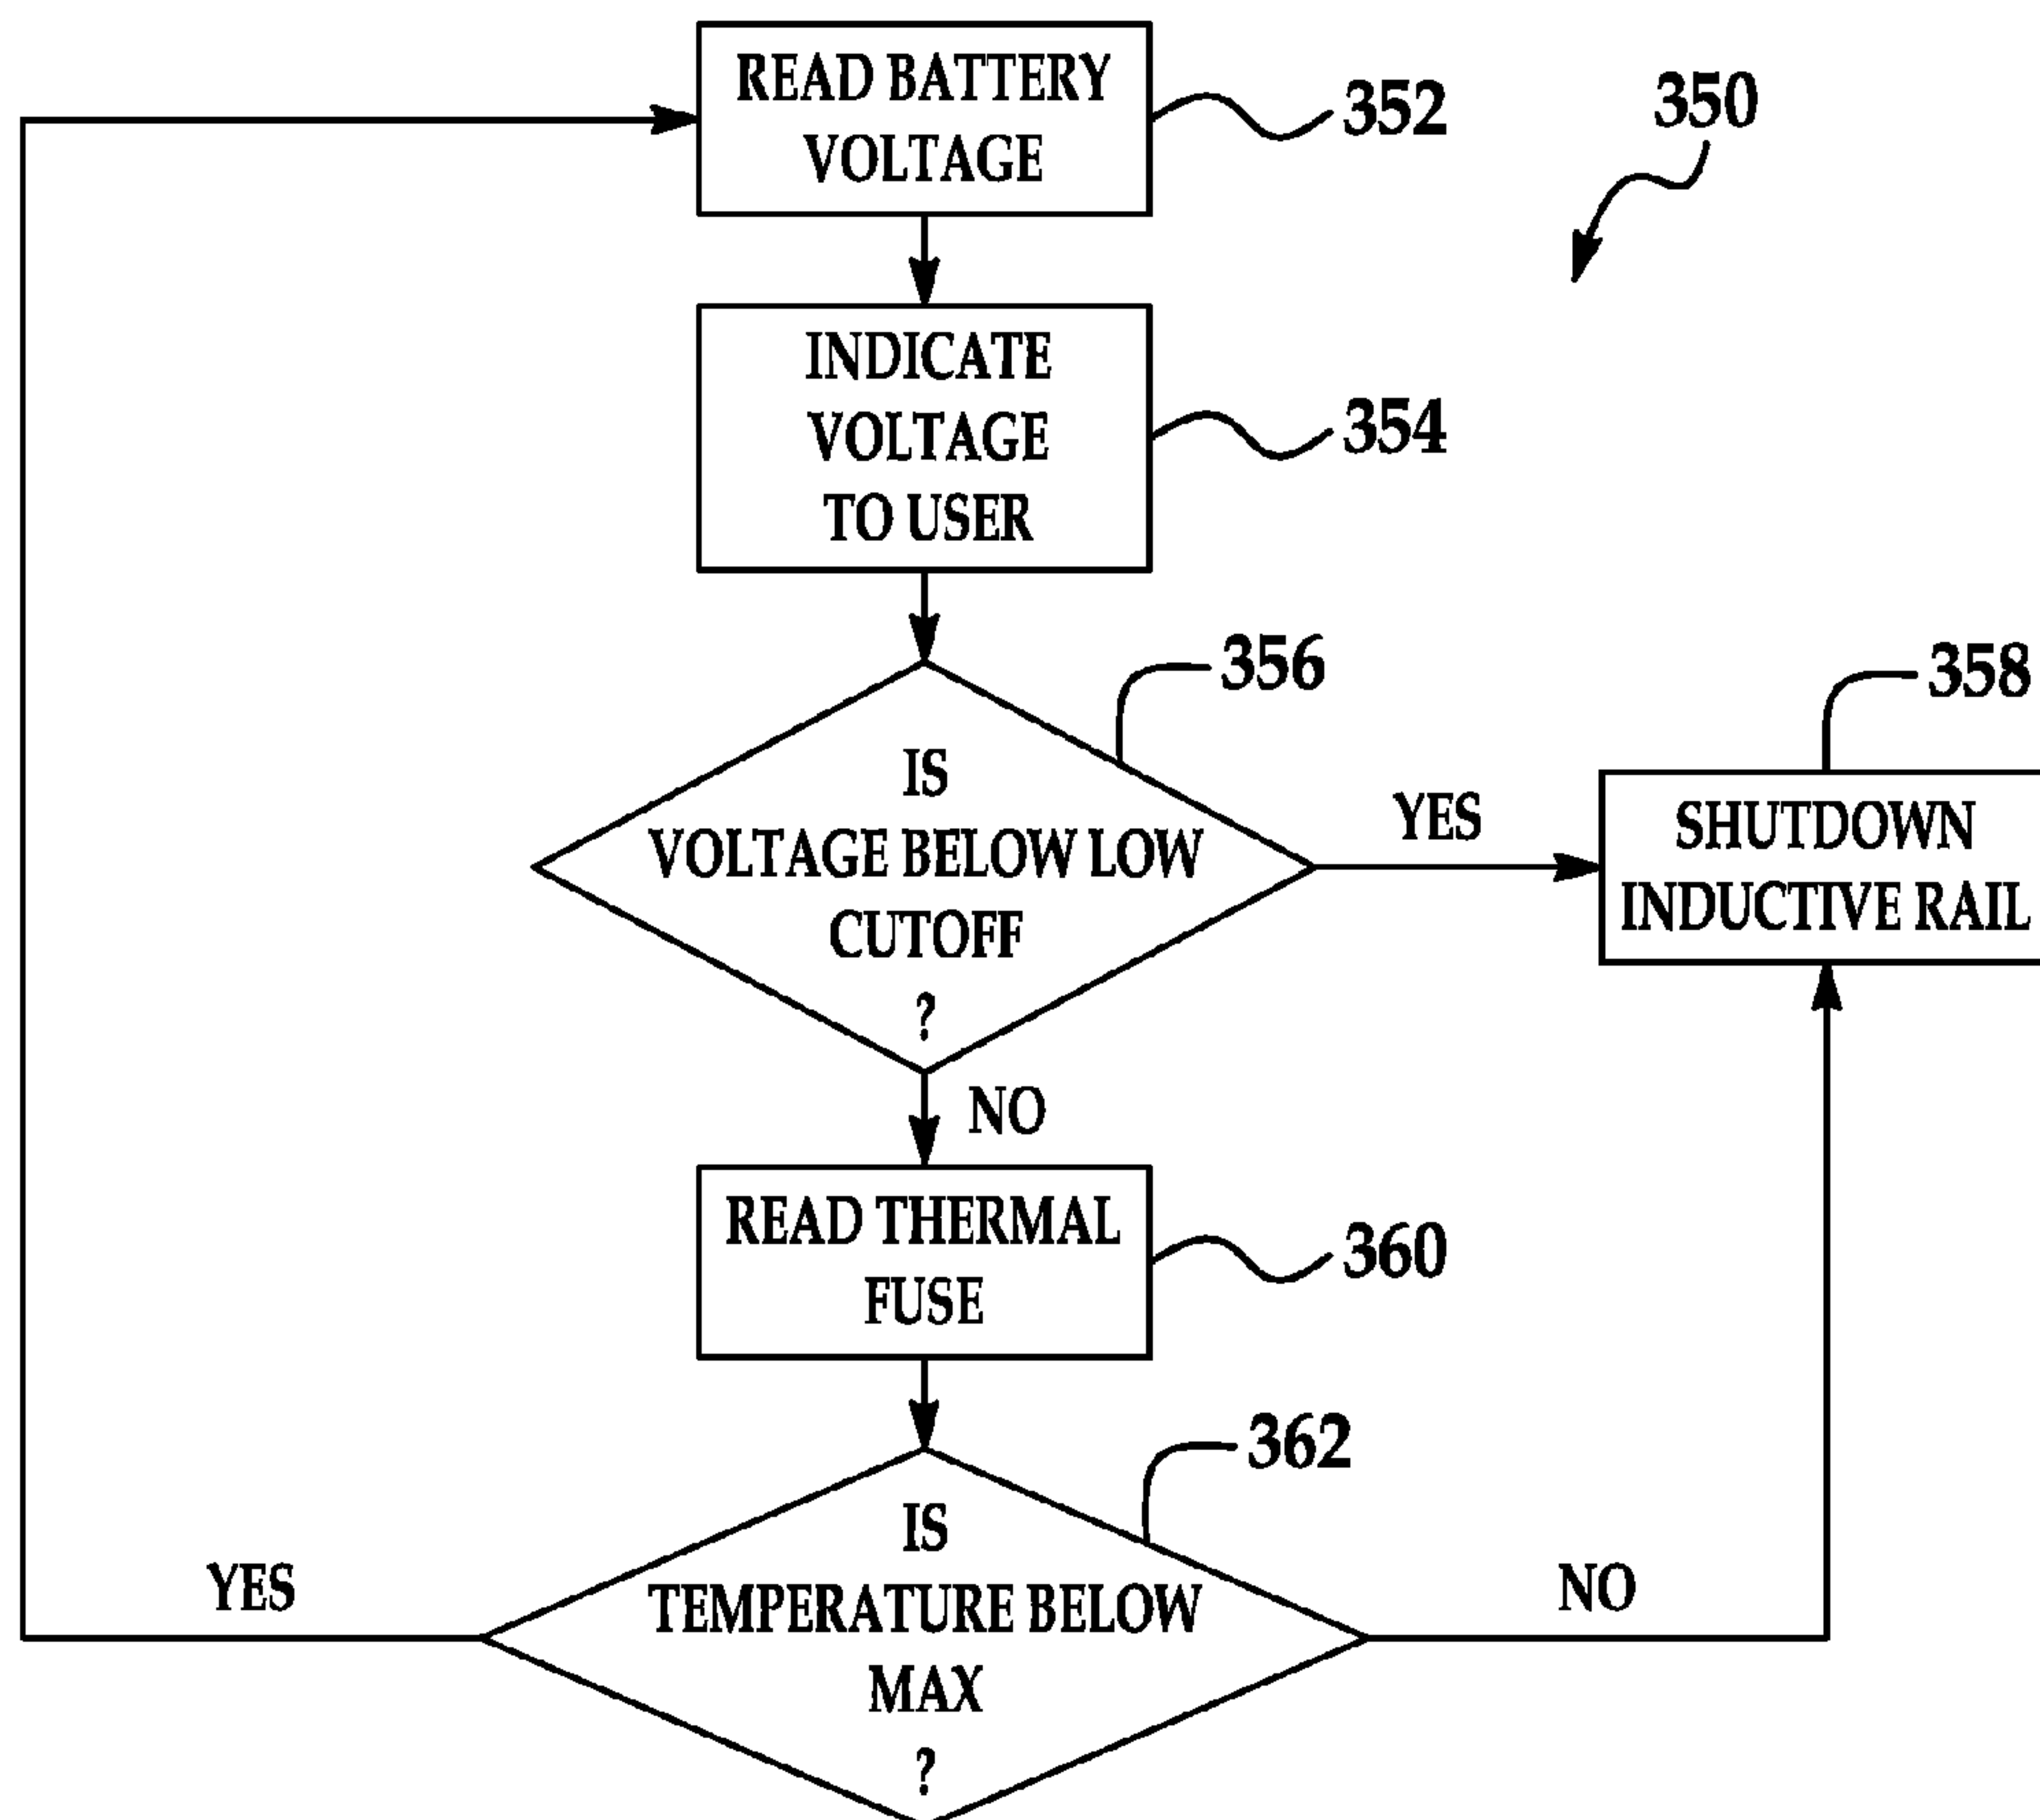 READ BATTERY
VOLTAGE
352
350
INDICATE
VOLTAGE
TO USER
354
356
IS
VOLTAGE BELOW LOW
CUTOFF
?
YES
358
SHUTDOWN
INDUCTIVE RAIL
NO
READ THERMAL
FUSE
360
362
IS
TEMPERATURE BELOW
MAX
?
YES
NO